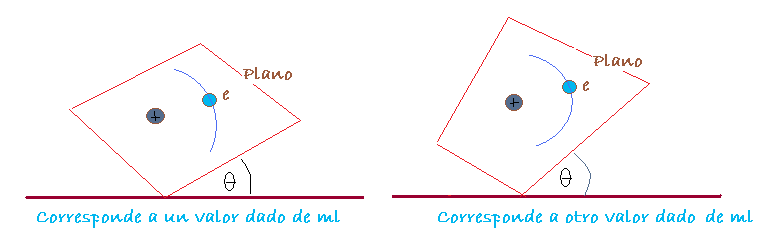 Plano
e
+
θ
Corresponde a un valor dado de ml
Plano
e
+
θ
Corresponde a otro valor dado de ml